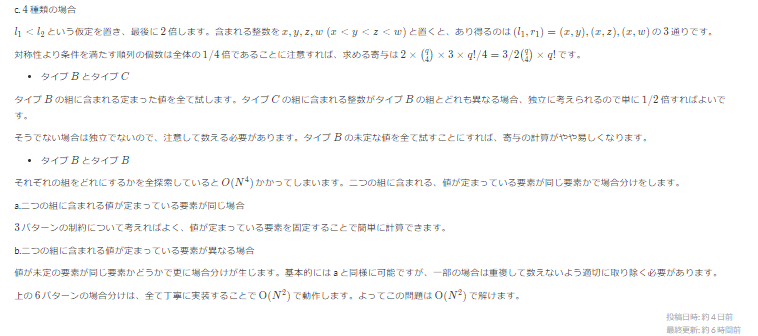 c. 4 種類の場合
l₁ < l₂ という仮定を置き、最後に 2 倍します。含まれる整数を x, y, z, w (x < y < z < w) と置くと、あり得るのは (l₁, r₁) = (x, y), (x, z), (x, w) の 3 通りです。
対称性より条件を満たす順列の個数は全体の 1/4 倍であることに注意すれば、求める寄与は 2 × (q 4) × 3 × q!/4 = 3/2(q 4) × q! です。
• タイプ B とタイプ C
タイプ B の組に含まれる定まった値を全て試します。タイプ C の組に含まれる整数がタイプ B の組とどれも異なる場合、独立に考えられるので単に 1/2 倍すればよいで
す。
そうでない場合は独立でないので、注意して数える必要があります。タイプ B の未定な値を全て試すことにすれば、寄与の計算がやや易しくなります。
• タイプ B とタイプ B
それぞれの組をどれにするかを全探索していると O(N⁴) かかってしまいます。二つの組に含まれる、値が定まっている要素が同じ要素かで場合分けをします。
a.二つの組に含まれる値が定まっている要素が同じ場合
3 パターンの制約について考えればよく、値が定まっている要素を固定することで簡単に計算できます。
b.二つの組に含まれる値が定まっている要素が異なる場合
値が未定の要素が同じ要素かどうかで更に場合分けが生じます。基本的には a と同様に可能ですが、一部の場合は重複して数えないよう適切に取り除く必要があります。
上の 6 パターンの場合分けは、全て丁寧に実装することで O(N²) で動作します。よってこの問題は O(N²) で解けます。
投稿日時: 約 4 日前
最終更新: 約 6 時間前